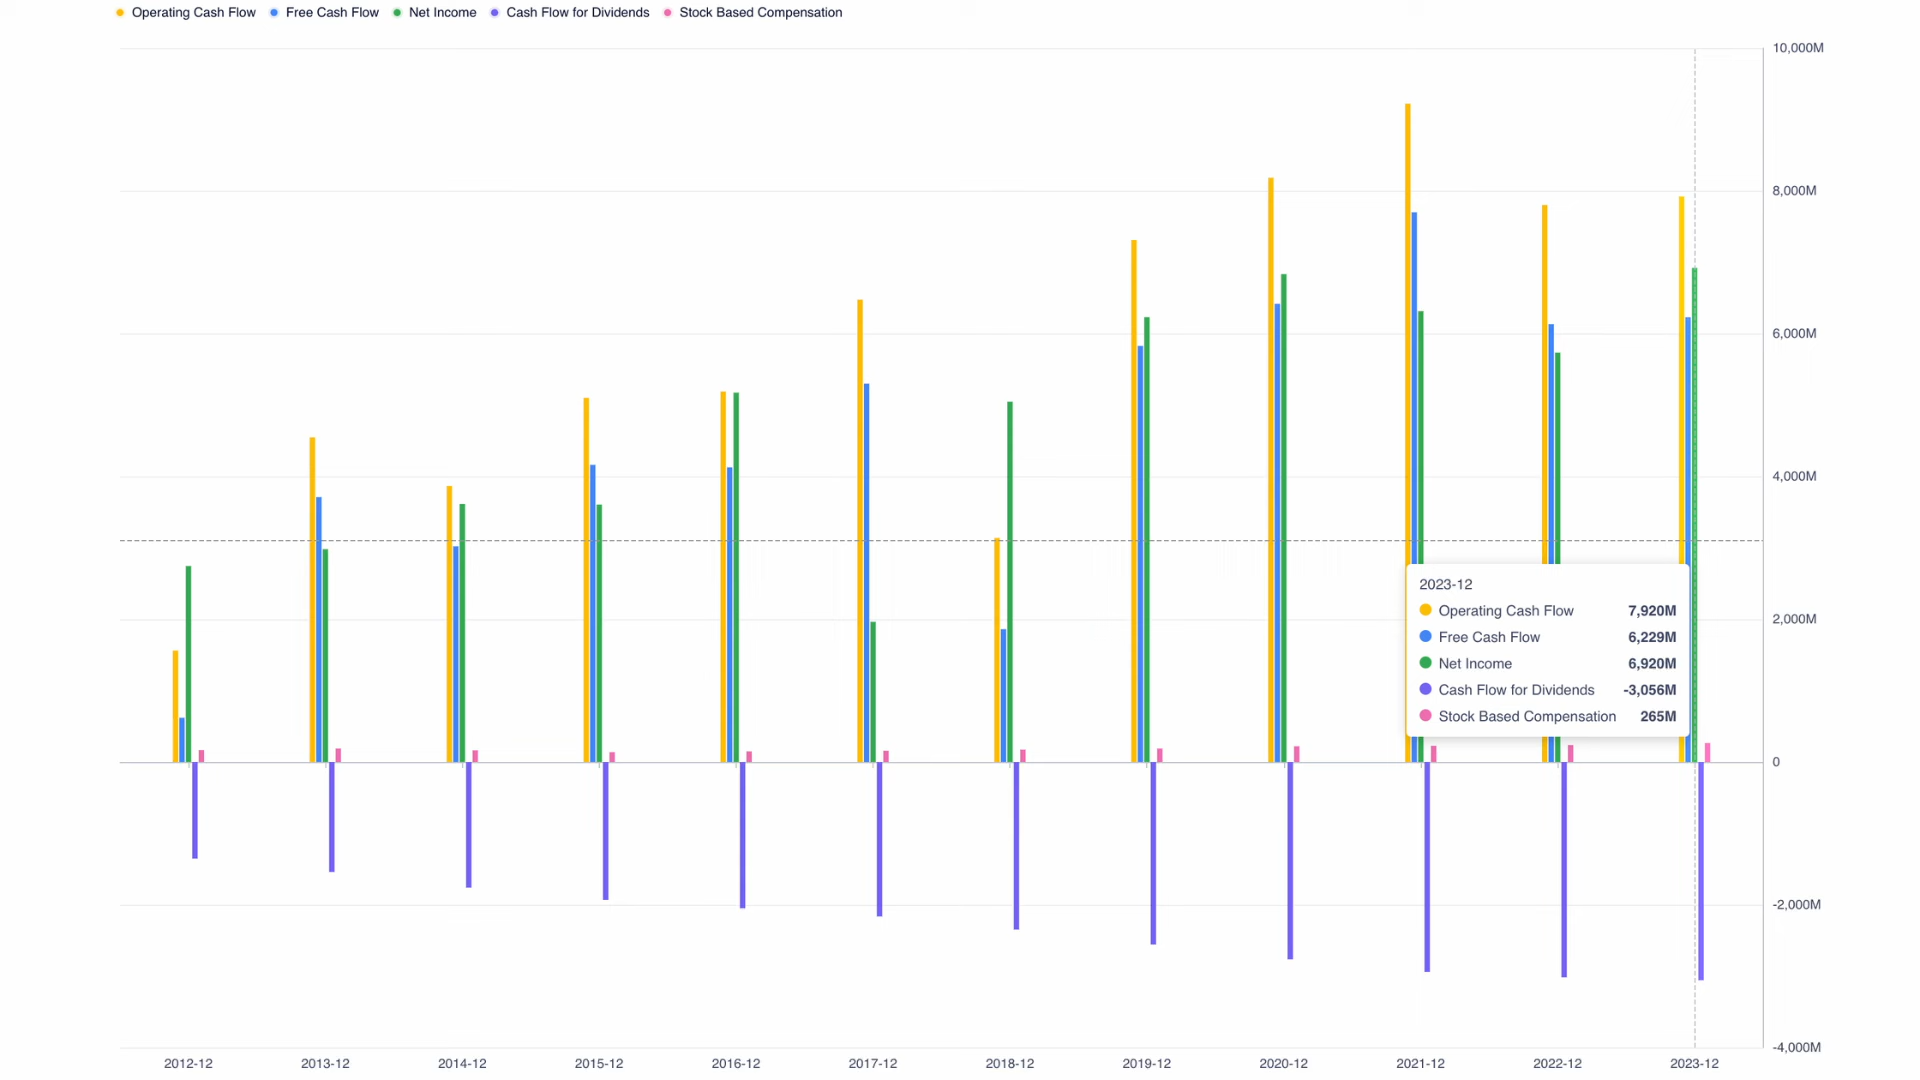 Operating Cash Flow Free Cash Flow Net Income Cash Flow for Dividends Stock Based Compensation
10,000M
8,000M
6,000M
4,000M
2,000M
0
-2,000M
-4,000M
2023-12
Operating Cash Flow 7,920M
Free Cash Flow 6,229M
Net Income 6,920M
Cash Flow for Dividends -3,056M
Stock Based Compensation 265M
2012-12 2013-12 2014-12 2015-12 2016-12 2017-12 2018-12 2019-12 2020-12 2021-12 2022-12 2023-12